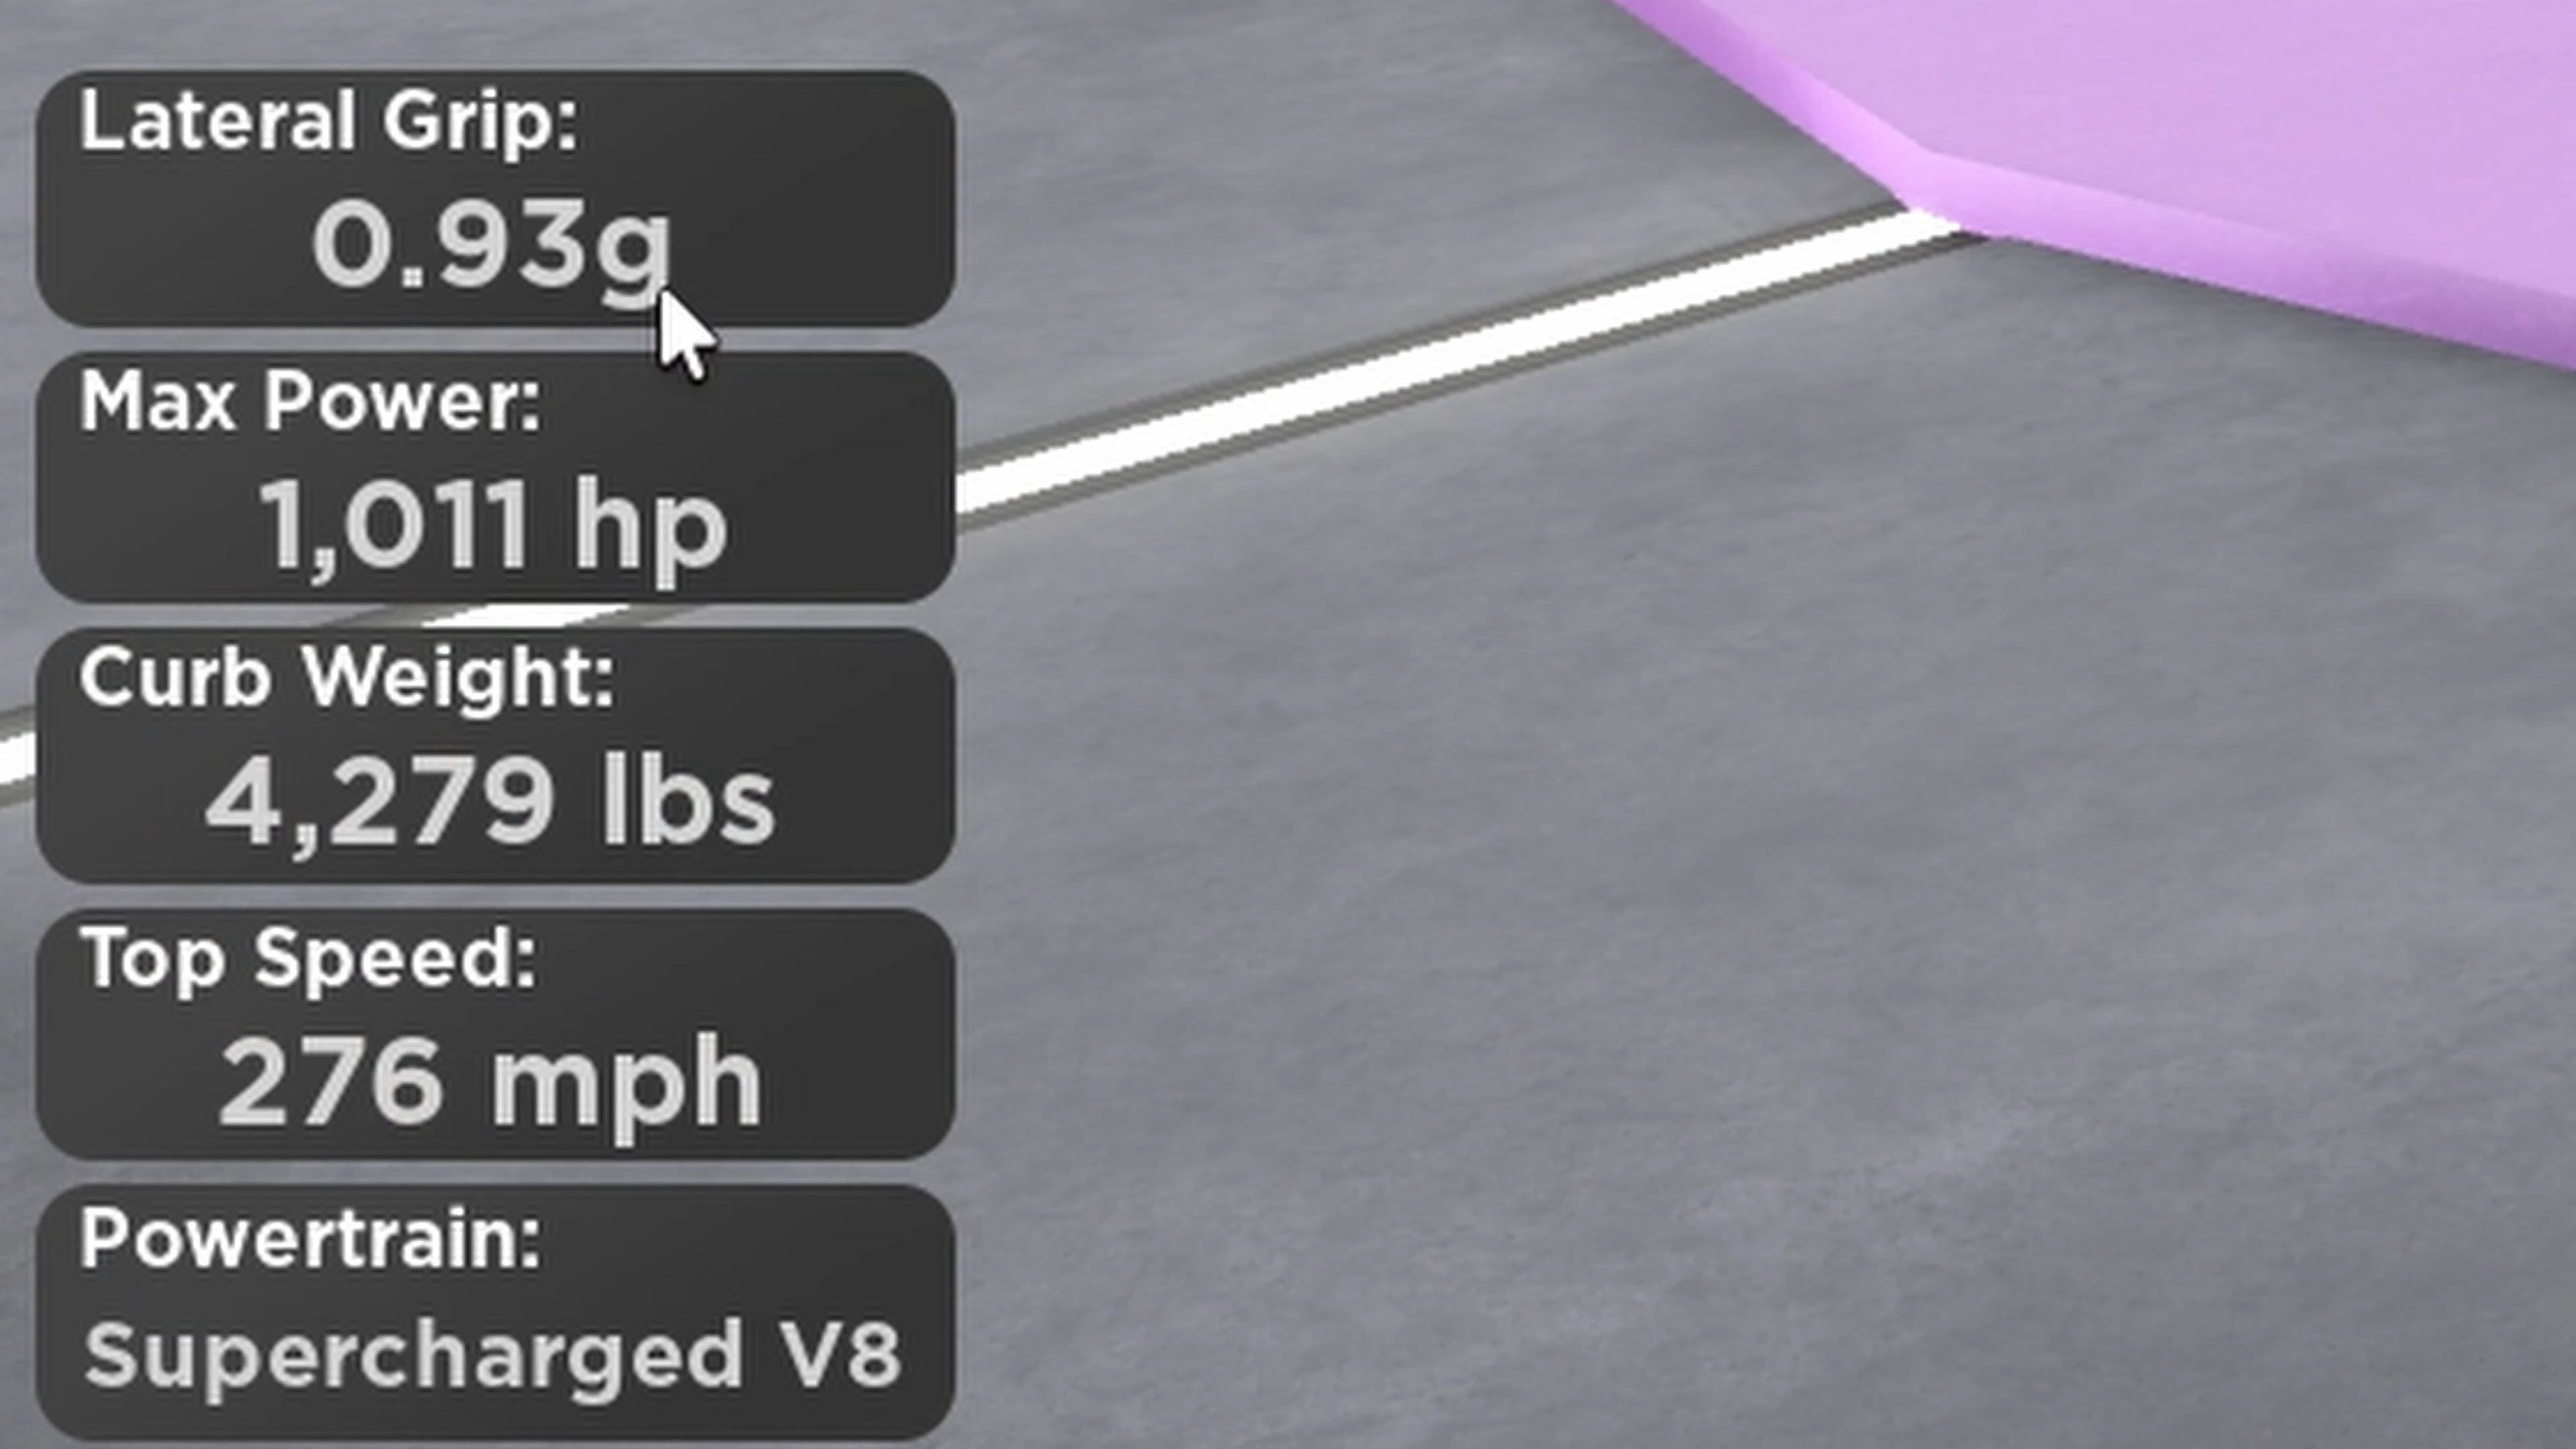 Lateral Grip:
0.93g
Max Power:
1,011 hp
Curb Weight:
4,279 lbs
Top Speed:
276 mph
Powertrain:
Supercharged V8